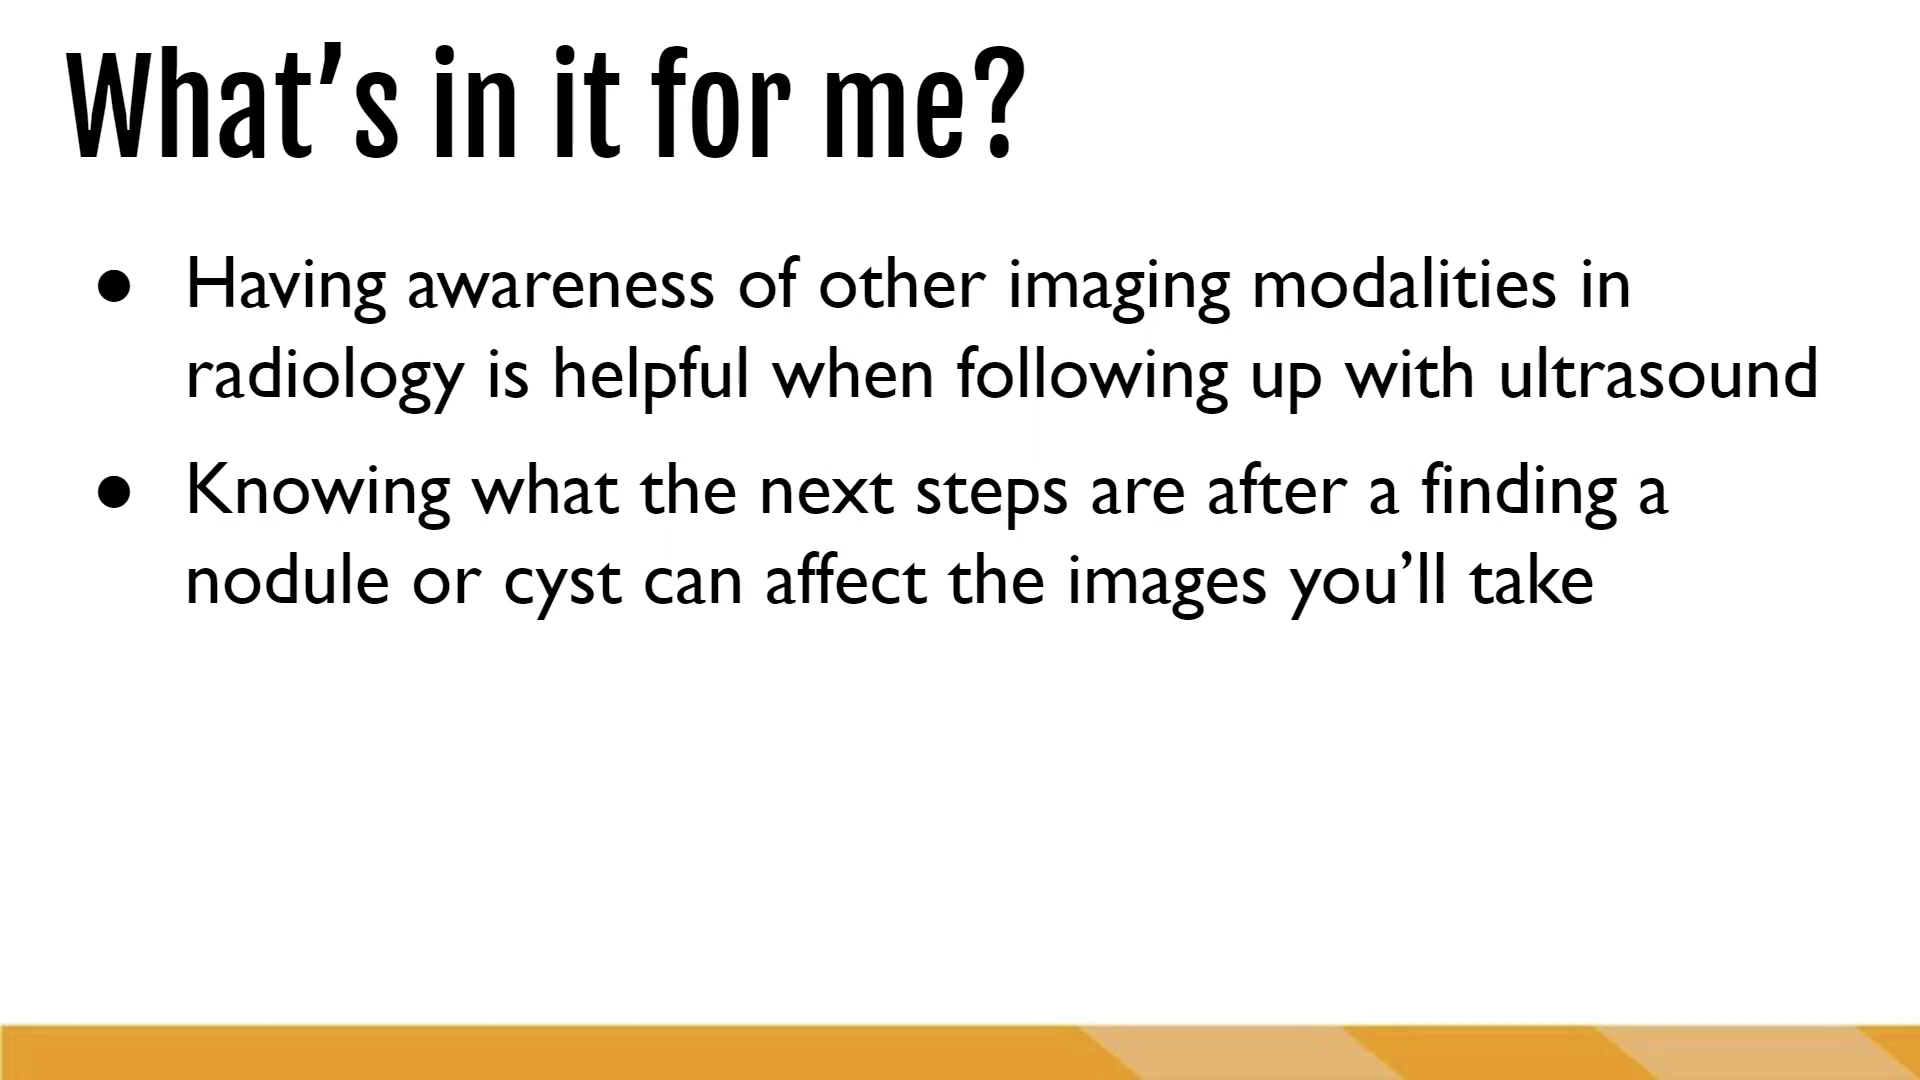 What’s in it for me?
● Having awareness of other imaging modalities in
radiology is helpful when following up with ultrasound
● Knowing what the next steps are after a finding a
nodule or cyst can affect the images you’ll take